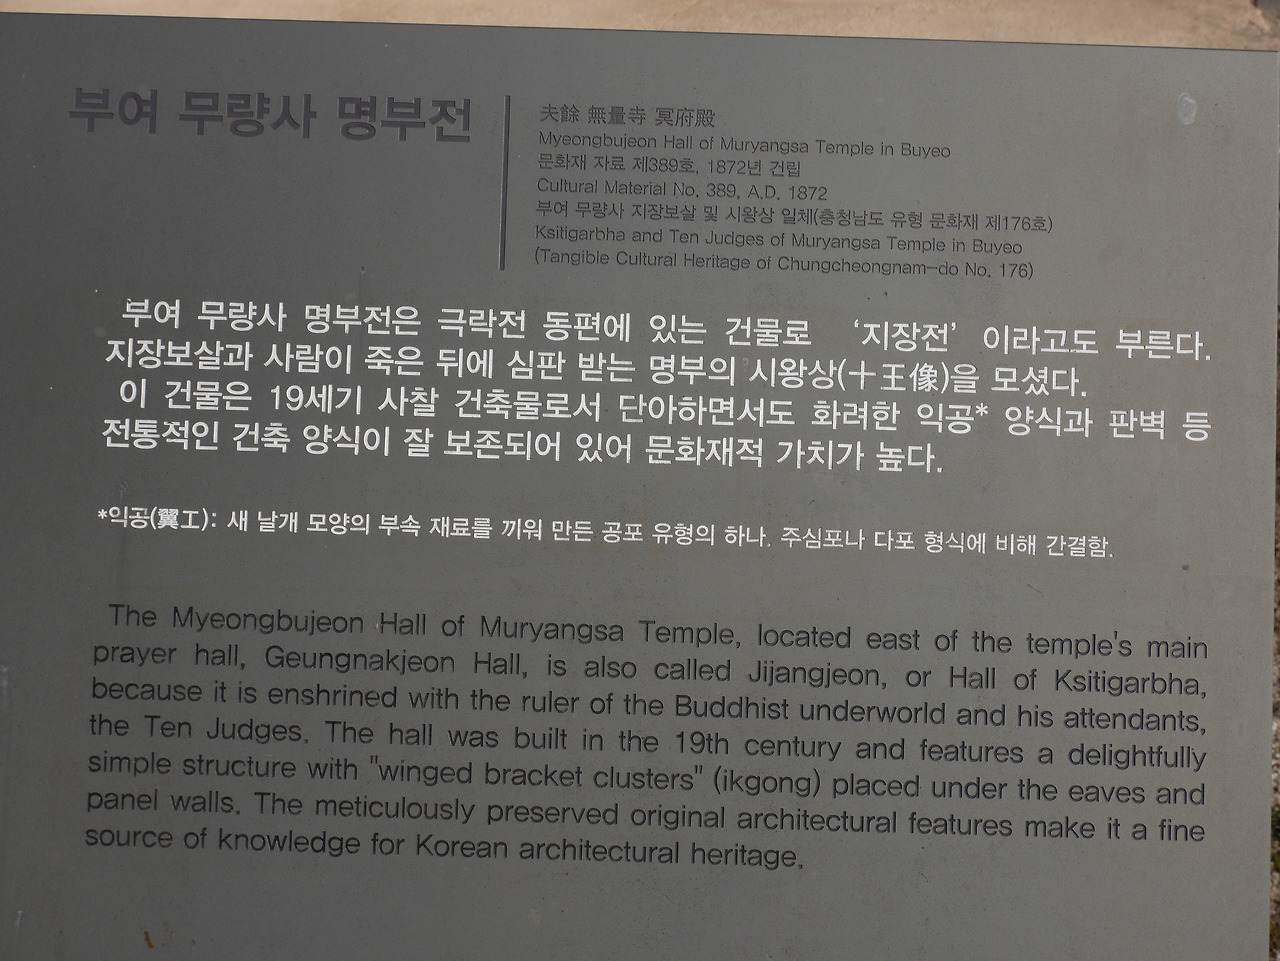 부여 무량사 명부전
夫餘 無量寺 冥府殿
Myeongbujeon Hall of Muryangsa Temple in Buyeo
문화재 자료 제389호, 1872년 건립
Cultural Material No. 389, A.D. 1872
부여 무량사 지장보살 및 시왕상 일체(충청남도 유형 문화재 제176호)
Ksitigarbha and Ten Judges of Muryangsa Temple in Buyeo
(Tangible Cultural Heritage of Chungcheongnam-do No. 176)
부여 무량사 명부전은 극락전 동편에 있는 건물로 ‘지장전’ 이라고도 부른다.
지장보살과 사람이 죽은 뒤에 심판 받는 명부의 시왕상(十王像)을 모셨다.
이 건물은 19세기 사찰 건축물로서 단아하면서도 화려한 익공* 양식과 판벽 등
전통적인 건축 양식이 잘 보존되어 있어 문화재적 가치가 높다.
*익공(翼工): 새 날개 모양의 부속 재료를 끼워 만든 공포 유형의 하나. 주심포나 다포 형식에 비해 간결함.
The Myeongbujeon Hall of Muryangsa Temple, located east of the temple's main
prayer hall, Geungnakjeon Hall, is also called Jijangjeon, or Hall of Ksitigarbha,
because it is enshrined with the ruler of the Buddhist underworld and his attendants,
the Ten Judges. The hall was built in the 19th century and features a delightfully
simple structure with "winged bracket clusters" (ikgong) placed under the eaves and
panel walls. The meticulously preserved original architectural features make it a fine
source of knowledge for Korean architectural heritage.